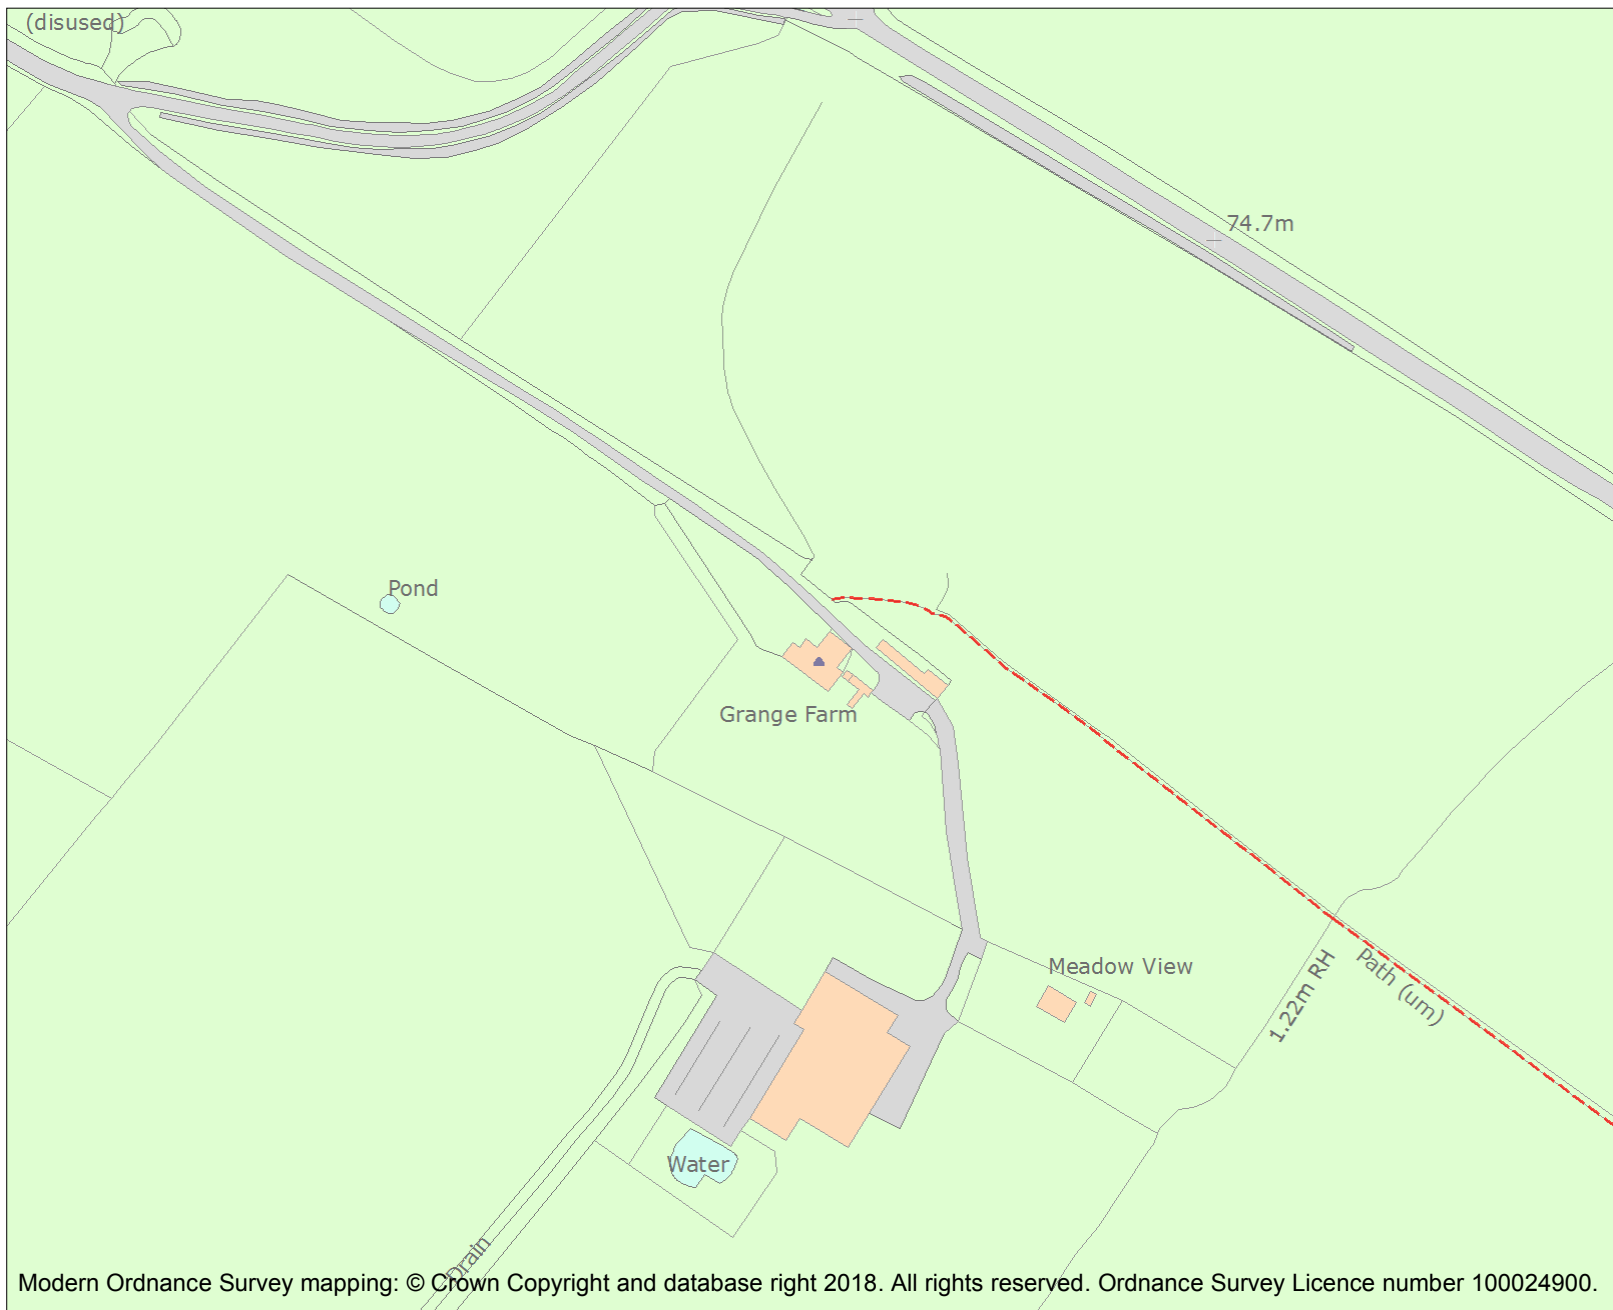 (disused)
74.7m
Pond
Grange Farm
Meadow View
1.22m RH
Path (um)
Water
Drain
Modern Ordnance Survey mapping: © Crown Copyright and database right 2018. All rights reserved. Ordnance Survey Licence number 100024900.